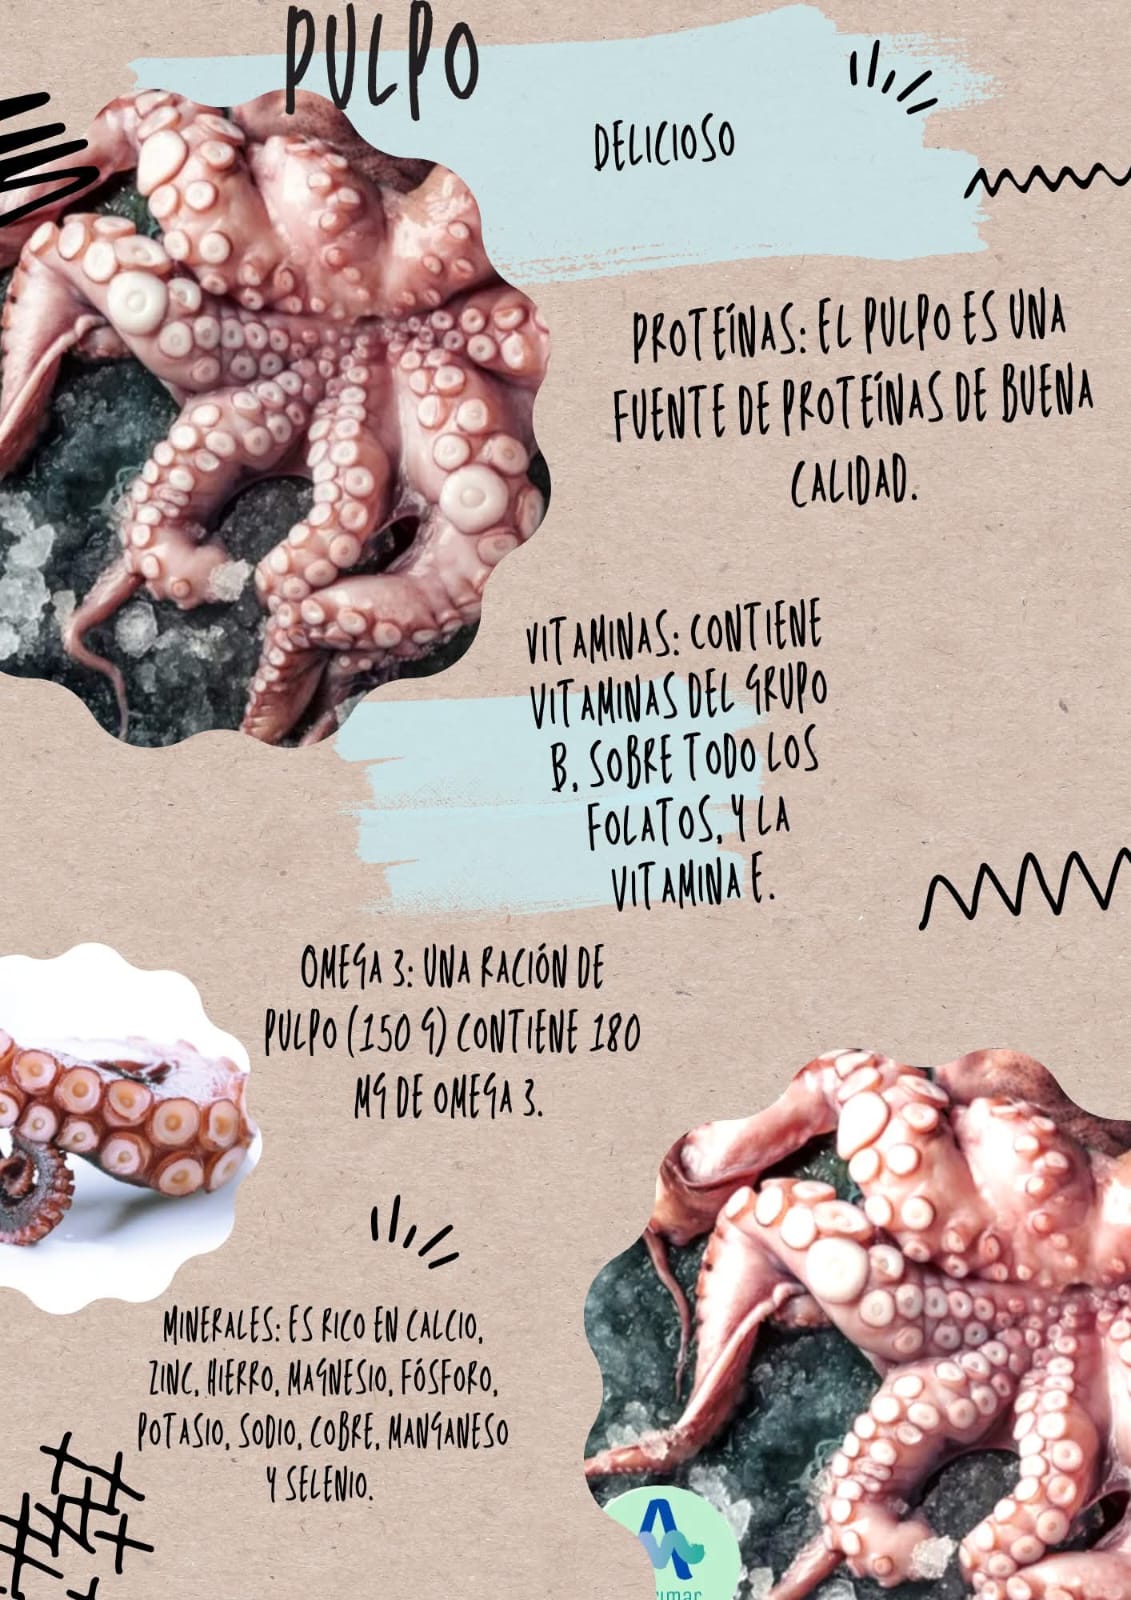 PULPO
DELICIOSO
PROTEÍNAS: EL PULPO ES UNA
FUENTE DE PROTEÍNAS DE BUENA
CALIDAD.
VITAMINAS: CONTIENE
VITAMINAS DEL GRUPO
B, SOBRE TODO LOS
FOLATOS, Y LA
VITAMINA E.
OMEGA 3: UNA RACIÓN DE
PULPO (150 G) CONTIENE 180
MG DE OMEGA 3.
MINERALES: ES RICO EN CALCIO,
ZINC, HIERRO, MAGNESIO, FÓSFORO,
POTASIO, SODIO, COBRE, MANGANESO
Y SELENIO.